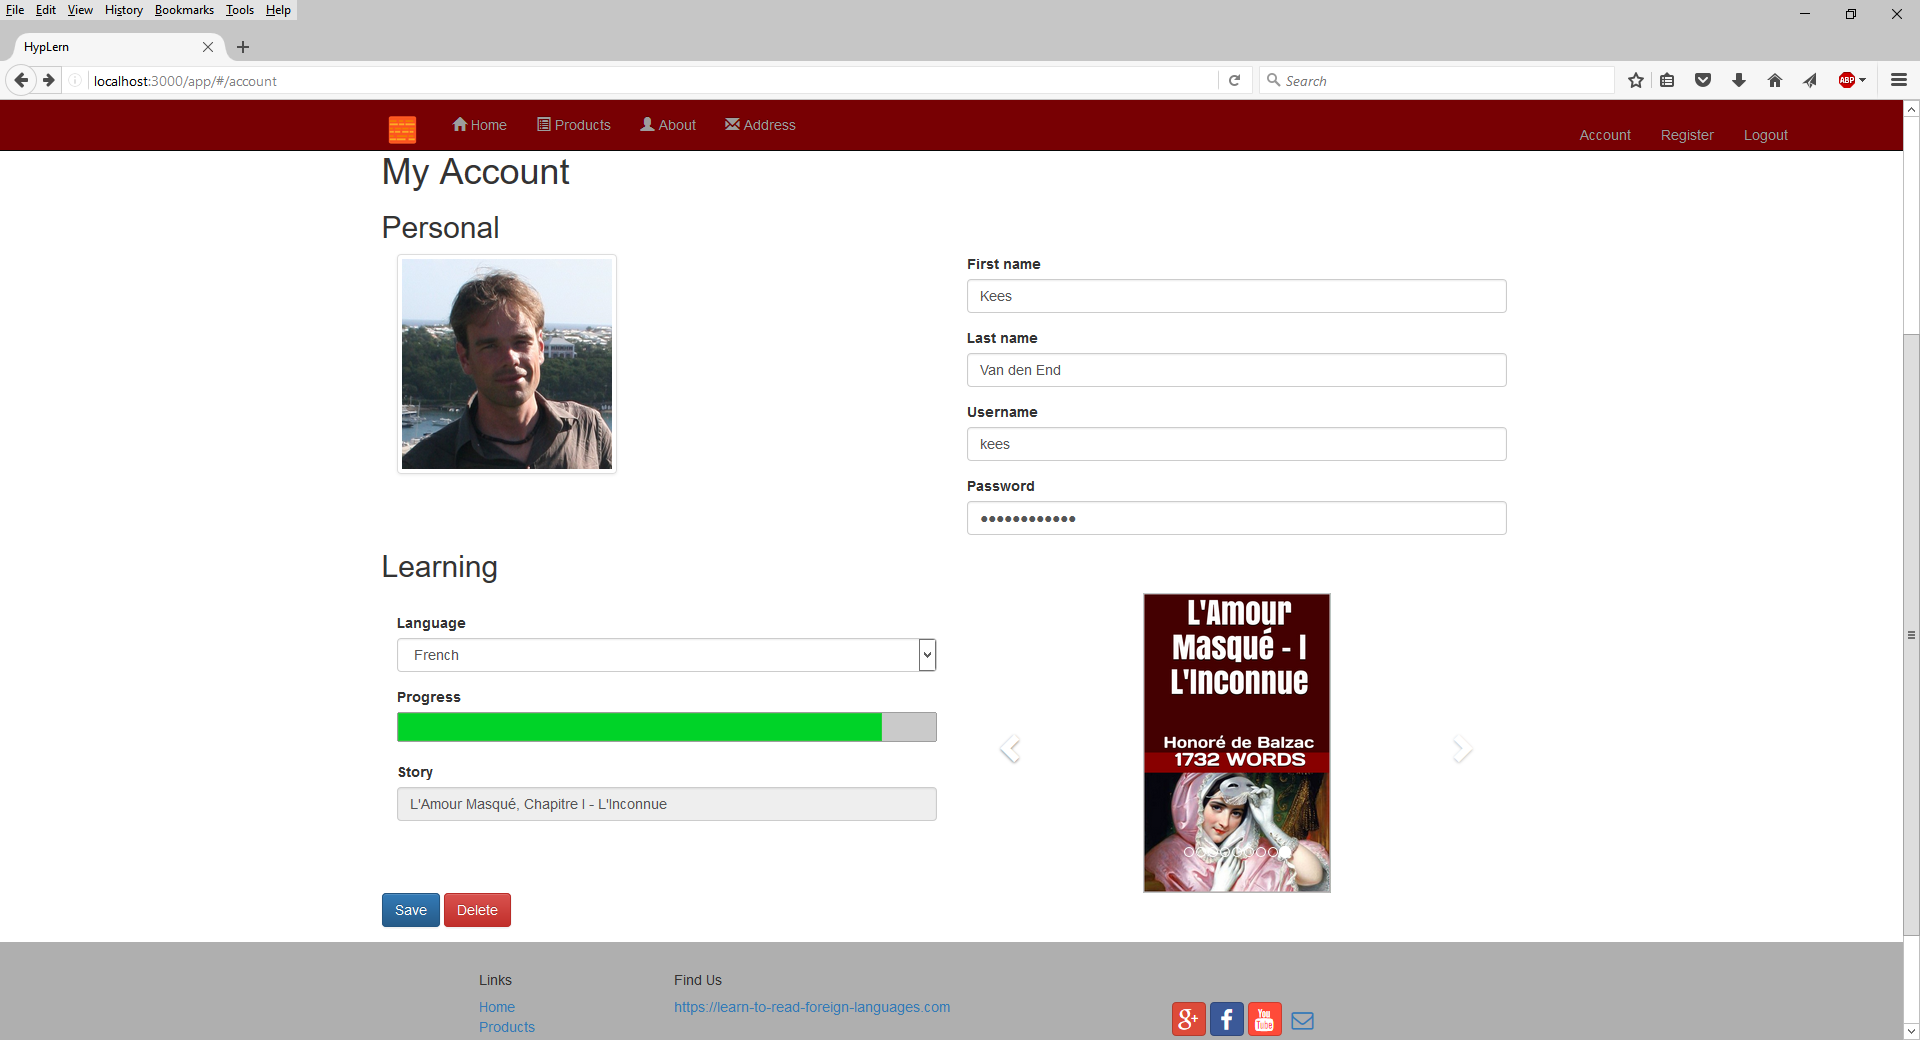 File Edit View History Bookmarks Tools Help
HypLern
localhost:3000/app/#/account
Search
ABP
Home Products About Address
Account Register Logout
My Account
Personal
First name
Kees
Last name
Van den End
Username
kees
Password
••••••••••••
Learning
Language
French
Progress
Story
L'Amour Masqué, Chapitre I - L'Inconnue
L'Amour
Masqué - I
L'Inconnue
Honoré de Balzac
1732 WORDS
Save Delete
Links
Home
Products
Find Us
https://learn-to-read-foreign-languages.com
g+ f You Tube